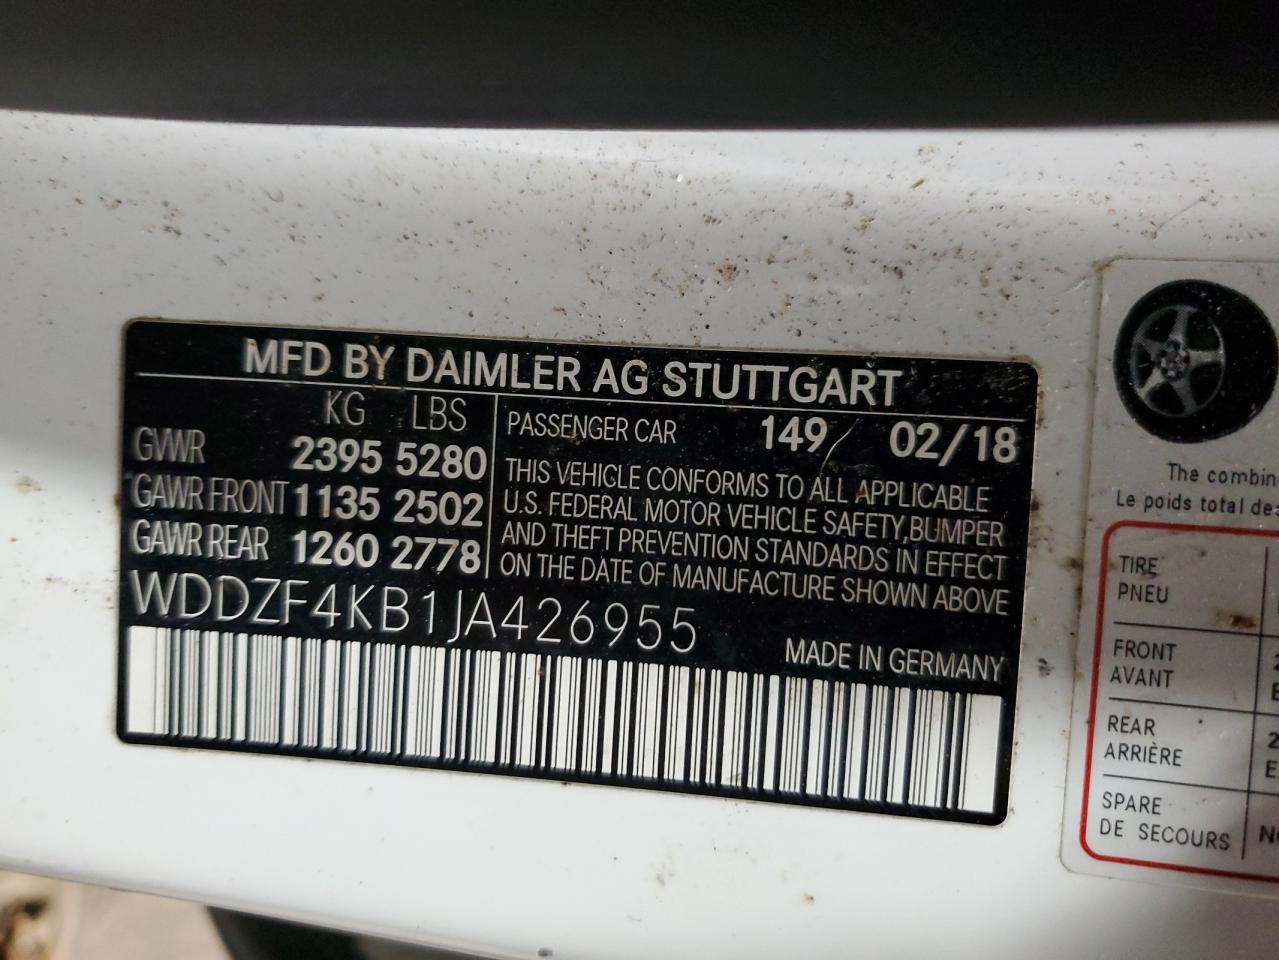 MFD BY DAIMLER AG STUTTGART
KG LBS
GVWR 2395 5280
GAWR FRONT 1135 2502
GAWR REAR 1260 2778
PASSENGER CAR 149 02/18
THIS VEHICLE CONFORMS TO ALL APPLICABLE
U.S. FEDERAL MOTOR VEHICLE SAFETY,BUMPER
AND THEFT PREVENTION STANDARDS IN EFFECT
ON THE DATE OF MANUFACTURE SHOWN ABOVE
WDDZF4KB1JA426955
MADE IN GERMANY
The combin
Le poids total de
TIRE
PNEU
FRONT
AVANT
REAR
ARRIÈRE
2
E
SPARE
DE SECOURS